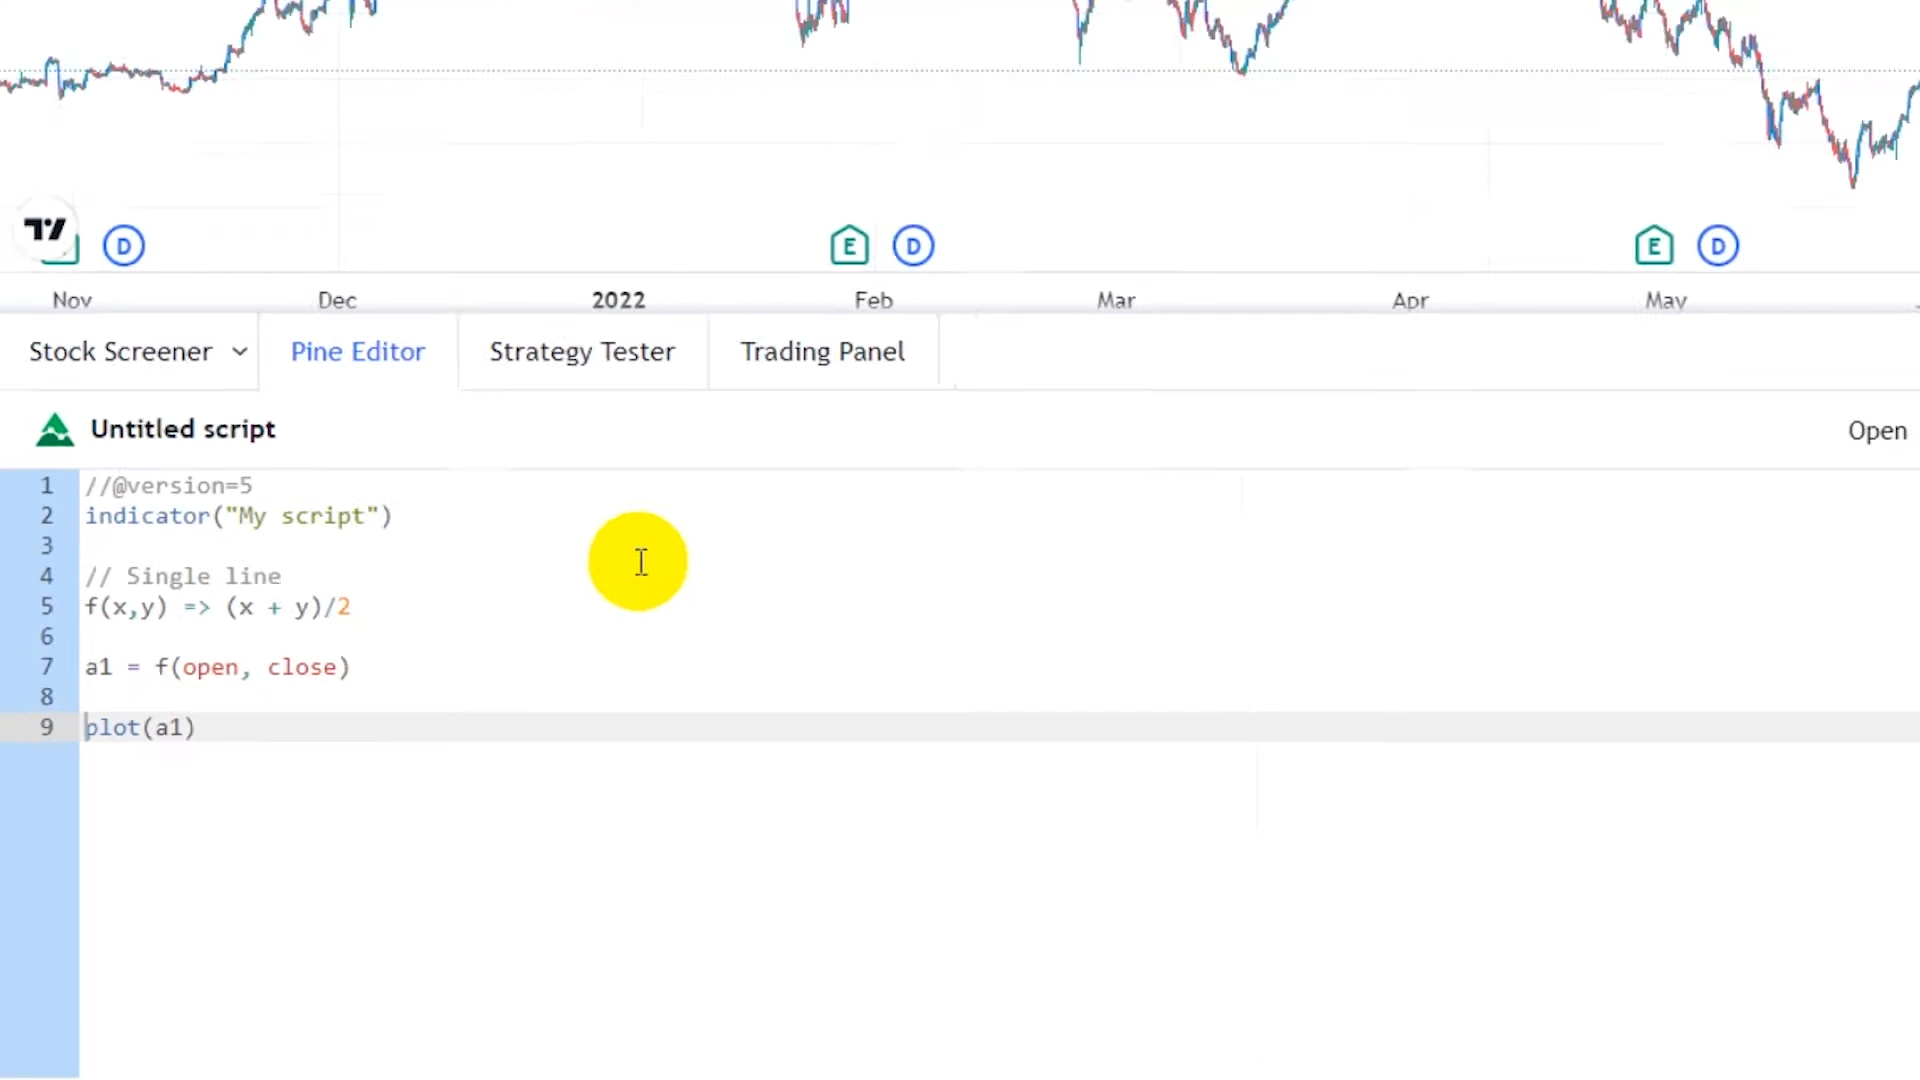 D E D E D
Nov Dec 2022 Feb Mar Apr May
Stock Screener Pine Editor Strategy Tester Trading Panel
Untitled script Open
1 //@version=5
2 indicator("My script")
3
4 // Single line
5 f(x,y) => (x + y)/2
6
7 a1 = f(open, close)
8
9 plot(a1)